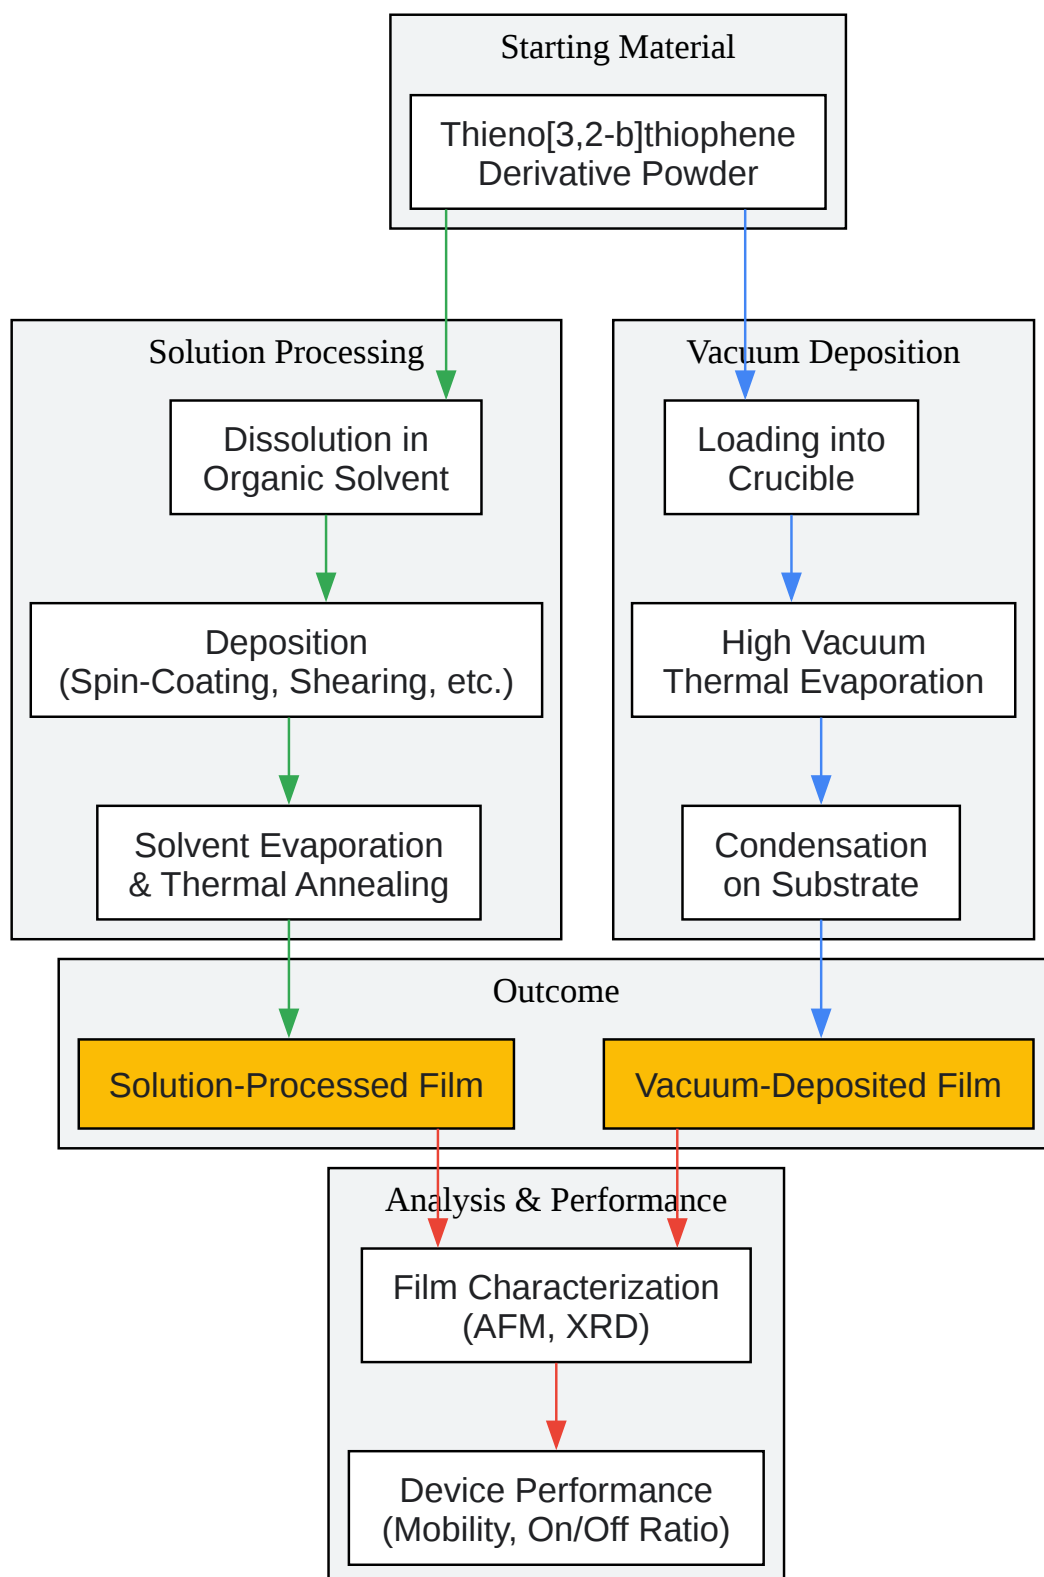 Starting Material
Thieno[3,2-b]thiophene
Derivative Powder
Solution Processing
Dissolution in
Organic Solvent
Deposition
(Spin-Coating, Shearing, etc.)
Solvent Evaporation
& Thermal Annealing
Vacuum Deposition
Loading into
Crucible
High Vacuum
Thermal Evaporation
Condensation
on Substrate
Outcome
Solution-Processed Film
Vacuum-Deposited Film
Analysis & Performance
Film Characterization
(AFM, XRD)
Device Performance
(Mobility, On/Off Ratio)